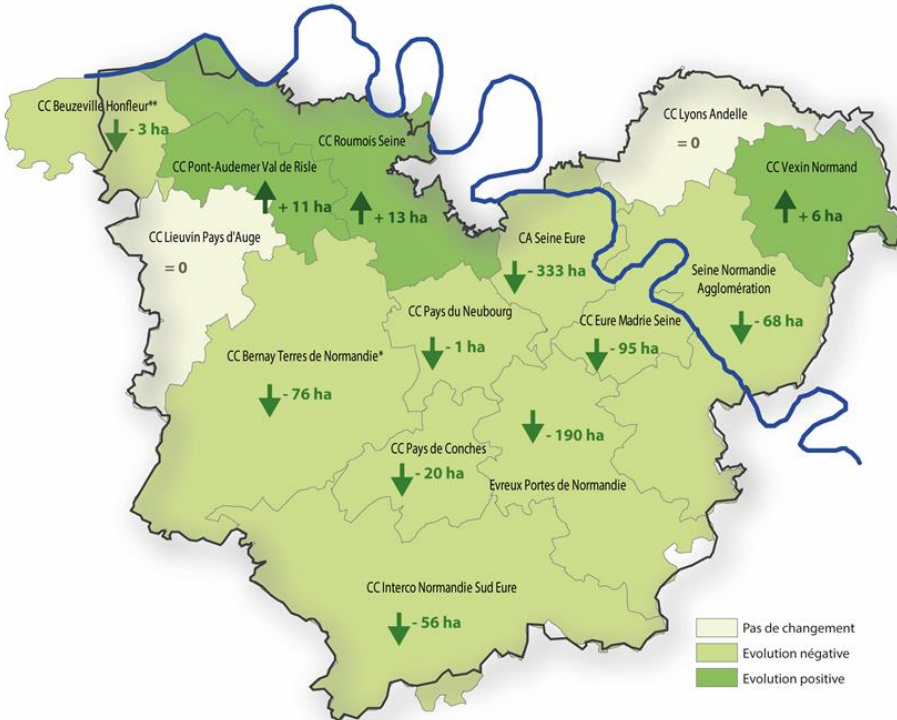 CC Beuzeville Honfleur**
- 3 ha
CC Pont-Audemer Val de Risle
+ 11 ha
CC Roumois Seine
+ 13 ha
CC Lyons Andelle
= 0
CC Vexin Normand
+ 6 ha
CC Lieuvin Pays d'Auge
= 0
CA Seine Eure
- 333 ha
Seine Normandie
Agglomération
- 68 ha
CC Pays du Neubourg
- 1 ha
CC Eure Madrie Seine
- 95 ha
CC Bernay Terres de Normandie*
- 76 ha
- 190 ha
Evreux Portes de Normandie
CC Pays de Conches
- 20 ha
CC Interco Normandie Sud Eure
- 56 ha
Pas de changement
Evolution négative
Evolution positive